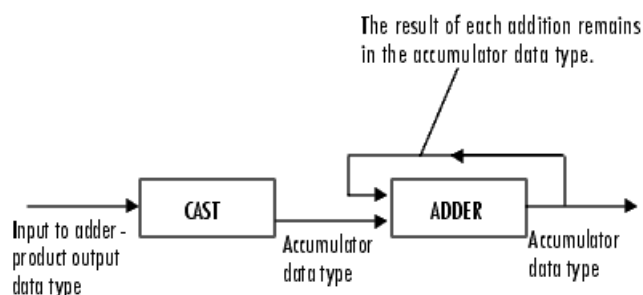 The result of each addition remains
in the accumulator data type.
CAST
ADDER
Input to adder -
product output
data type
Accumulator
data type
Accumulator
data type